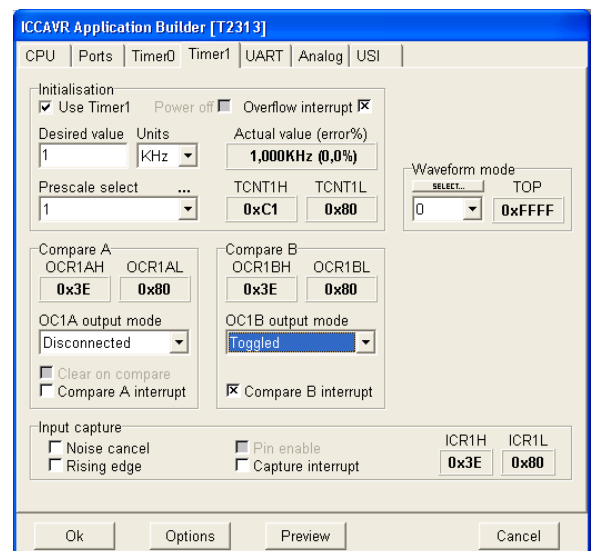 ICCAVR Application Builder [T2313]
CPU Ports Timer0 Timer1 UART Analog USI
Initialisation
Use Timer1 Power off Overflow interrupt
Desired value Units Actual value (error%)
1 KHz 1,000KHz (0,0%)
Waveform mode
Prescale select ... TCNT1H TCNT1L SELECT... TOP
1 0xC1 0x80 0 0xFFFF
Compare A Compare B
OCR1AH OCR1AL OCR1BH OCR1BL
0x3E 0x80 0x3E 0x80
OC1A output mode OC1B output mode
Disconnected Toggled
Clear on compare
Compare A interrupt Compare B interrupt
Input capture
Noise cancel Pin enable ICR1H ICR1L
Rising edge Capture interrupt 0x3E 0x80
Ok Options Preview Cancel